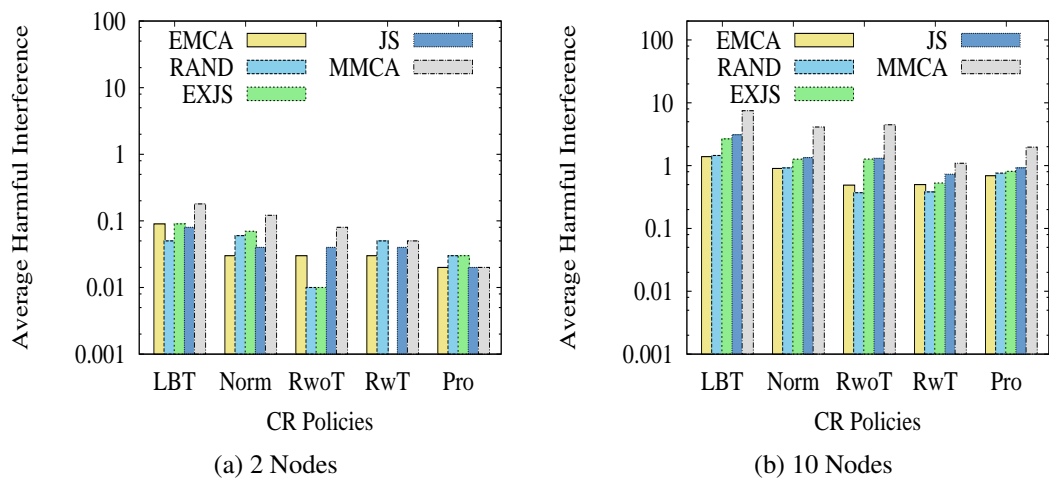 Average Harmful Interference
100
10
1
0.1
0.01
0.001
EMCA
RAND
EXJS
JS
MMCA
LBT Norm RwoT RwT Pro
CR Policies
(a) 2 Nodes
Average Harmful Interference
100
10
1
0.1
0.01
0.001
EMCA
RAND
EXJS
JS
MMCA
LBT Norm RwoT RwT Pro
CR Policies
(b) 10 Nodes